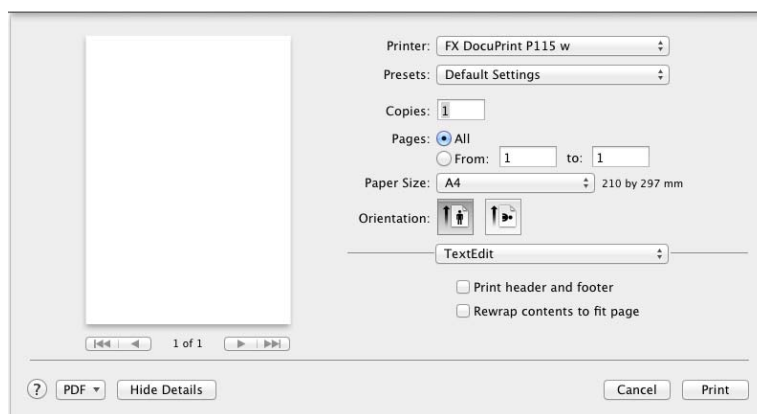 Printer: FX DocuPrint P115 w
Presets: Default Settings
Copies: 1
Pages: All
From: 1 to: 1
Paper Size: A4 210 by 297 mm
Orientation:
TextEdit
Print header and footer
Rewrap contents to fit page
1 of 1
? PDF Hide Details Cancel Print